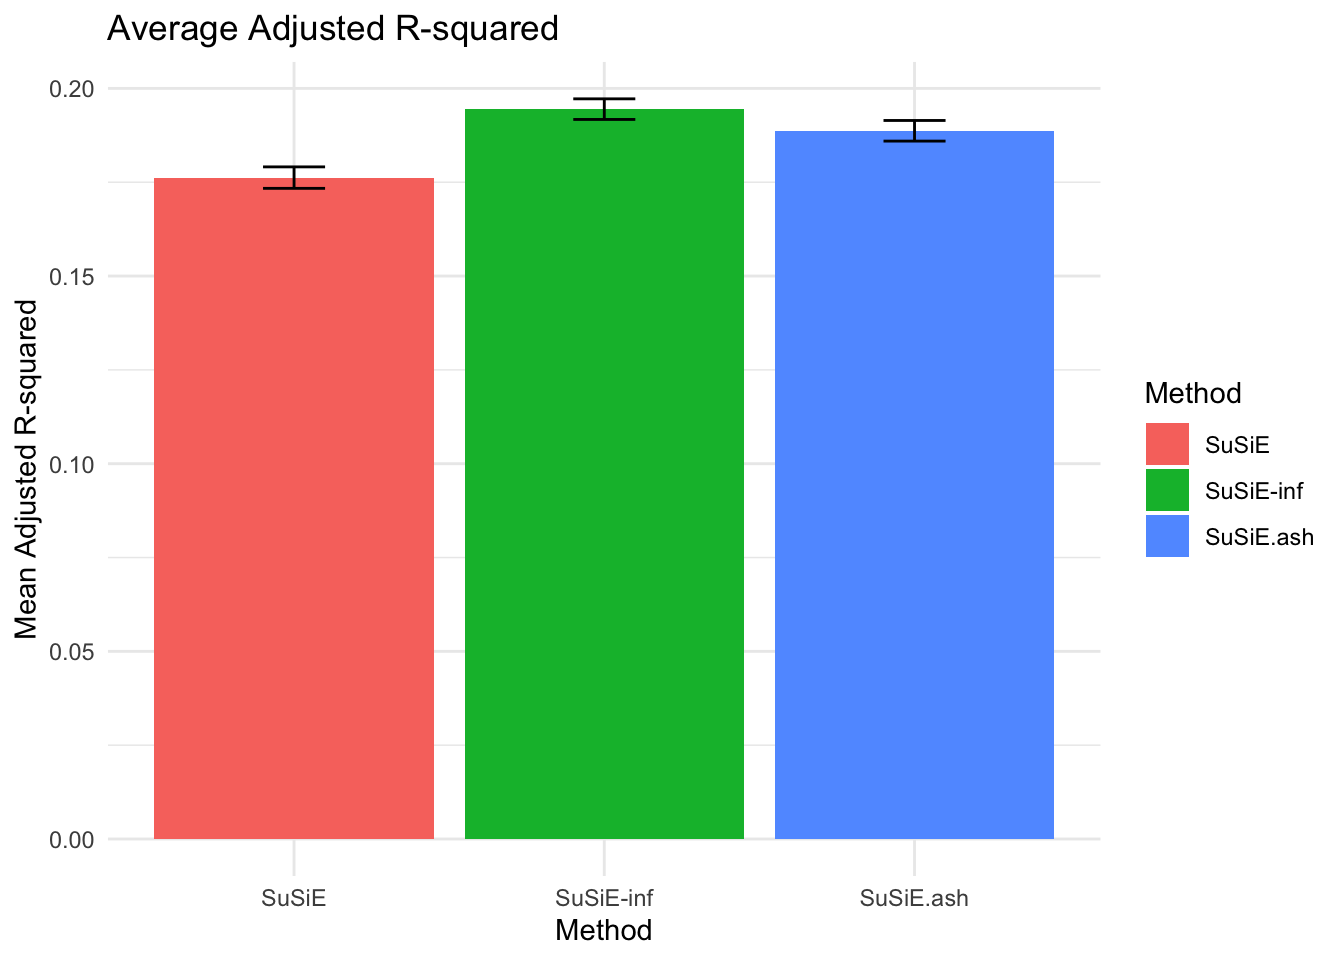 Average Adjusted R-squared
Mean Adjusted R-squared
0.20
0.15
0.10
0.05
0.00
SuSiE
SuSiE-inf
SuSiE.ash
Method
Method
SuSiE
SuSiE-inf
SuSiE.ash